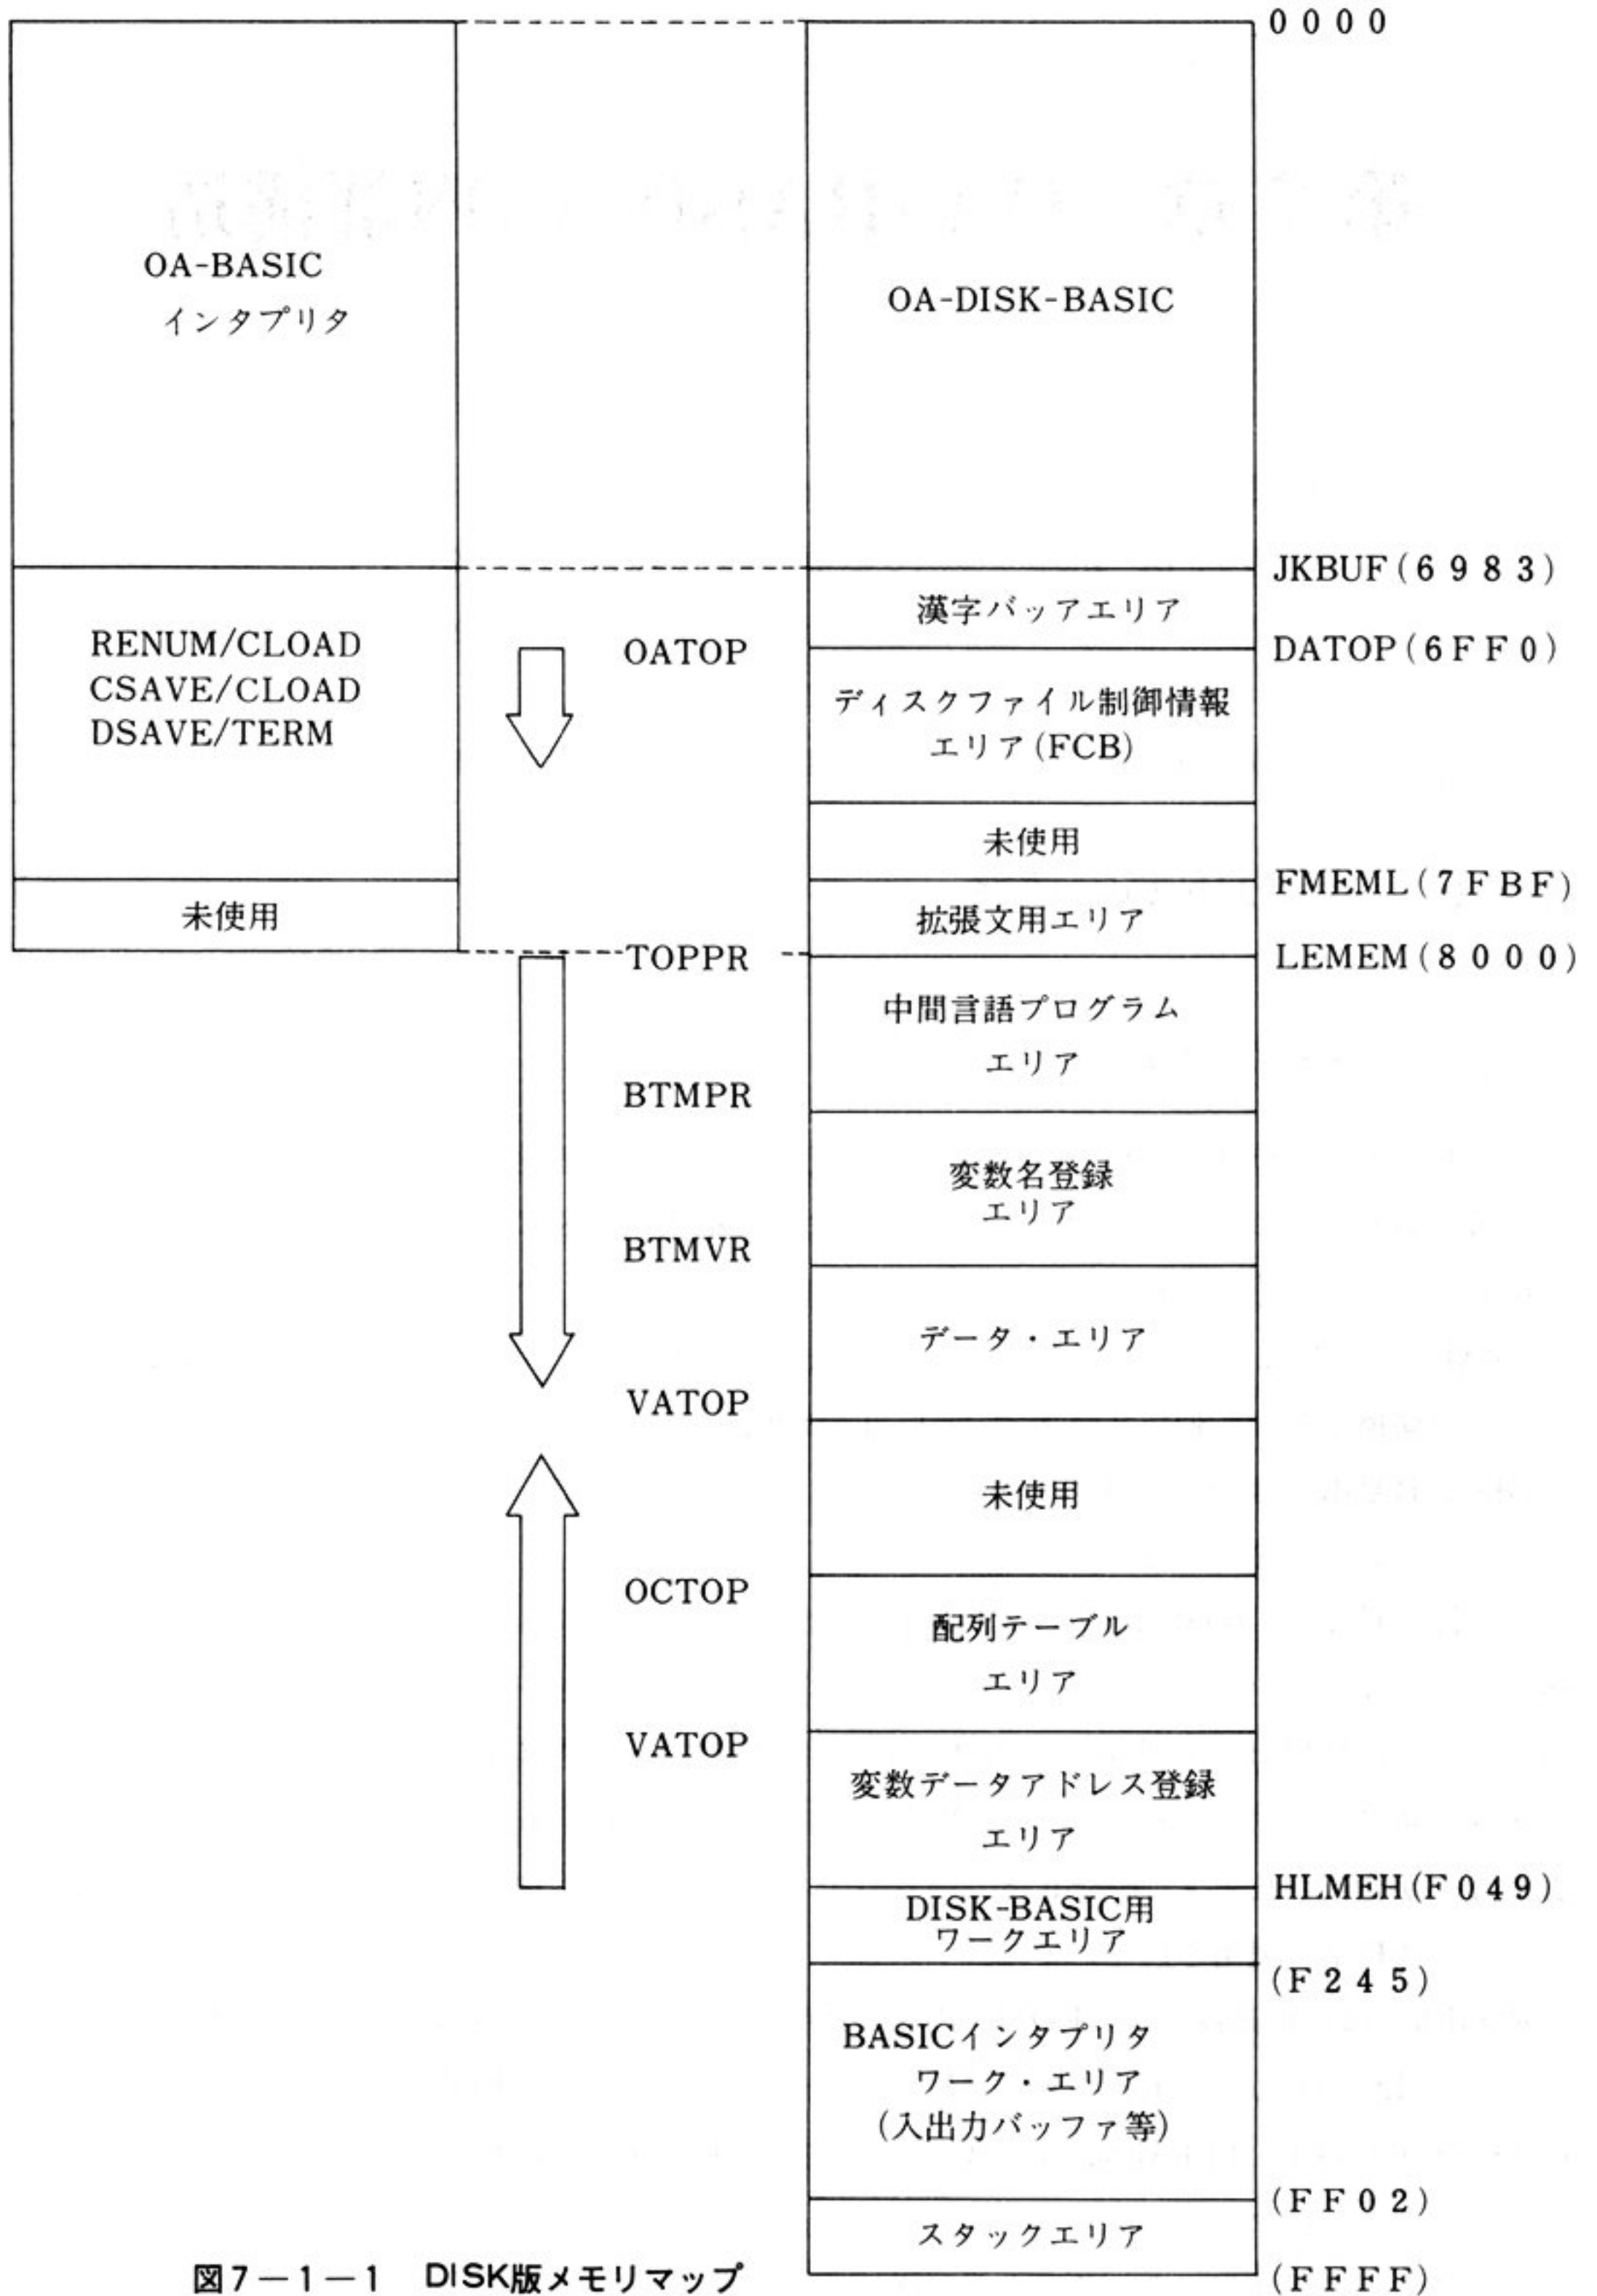 0000
OA-BASIC
インタプリタ
OA-DISK-BASIC
JKBUF(6983)
漢字バッアエリア
RENUM/CLOAD
CSAVE/CLOAD
DSAVE/TERM
OATOP
DATOP(6FF0)
ディスクファイル制御情報
エリア(FCB)
未使用
FMEML(7FBF)
未使用
拡張文用エリア
TOPPR
LEMEM(8000)
中間言語プログラム
エリア
BTMPR
変数名登録
エリア
BTMVR
データ・エリア
VATOP
未使用
OCTOP
配列テーブル
エリア
VATOP
変数データアドレス登録
エリア
HLMEH(F049)
DISK-BASIC用
ワークエリア
(F245)
BASICインタプリタ
ワーク・エリア
(入出力バッファ等)
(FF02)
スタックエリア
(FFFF)
図7－1－1 DISK版メモリマップ